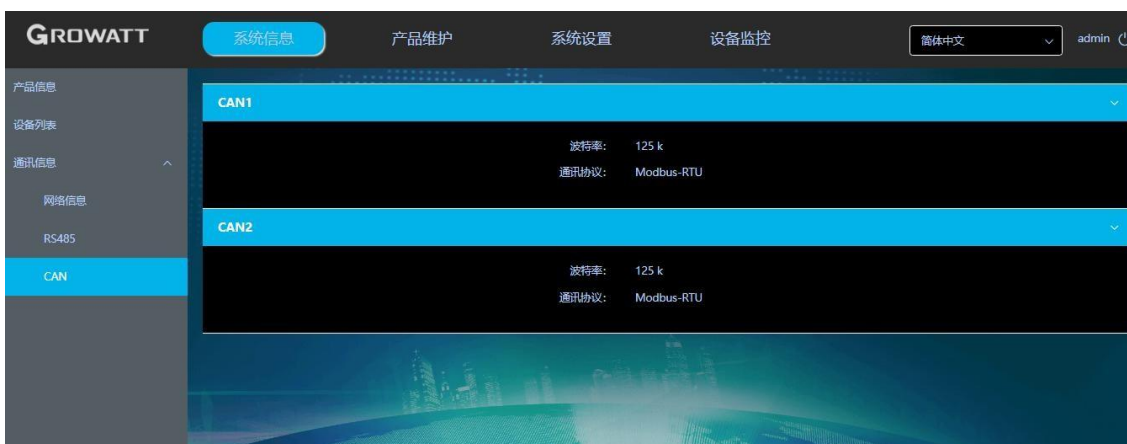 GROWATT
系统信息
产品维护
系统设置
设备监控
简体中文
admin
产品信息
设备列表
通讯信息
网络信息
RS485
CAN
CAN1
波特率: 125 k
通讯协议: Modbus-RTU
CAN2
波特率: 125 k
通讯协议: Modbus-RTU